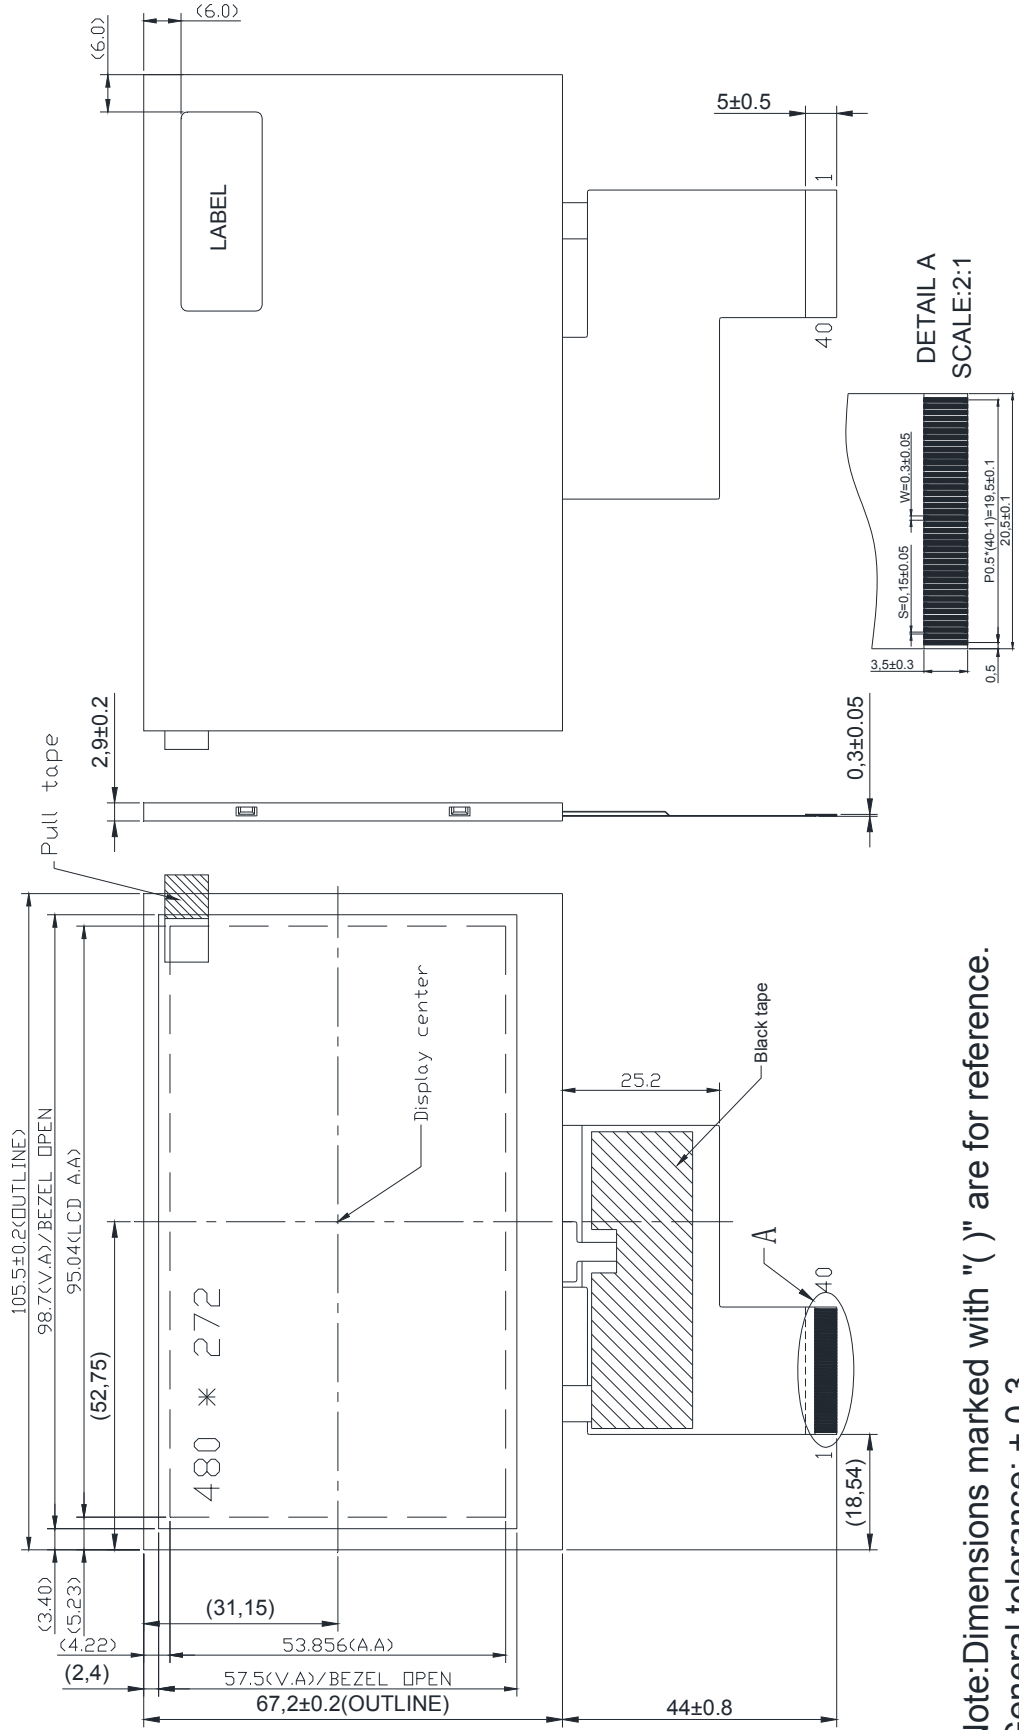 105.5±0.2(OUTLINE)
98.7(V.A)/BEZEL OPEN
95.04(LCD A.A)
(52,75)
(3.40)
(5.23)
(4.22)
(2,4)
(31,15)
53.856(A.A)
57.5(V.A)/BEZEL OPEN
67,2±0.2(OUTLINE)
44±0.8
480 * 272
Display center
Pull tape
25.2
Black tape
A
1
40
(18,54)
2,9±0.2
0,3±0.05
(6.0)
(6.0)
LABEL
5±0.5
40
1
DETAIL A
SCALE:2:1
S=0,15±0.05
W=0.3±0.05
3,5±0.3
0,5
P0.5*(40-1)=19,5±0.1
20,5±0.1
:Dimensions marked with "( )" are for reference.